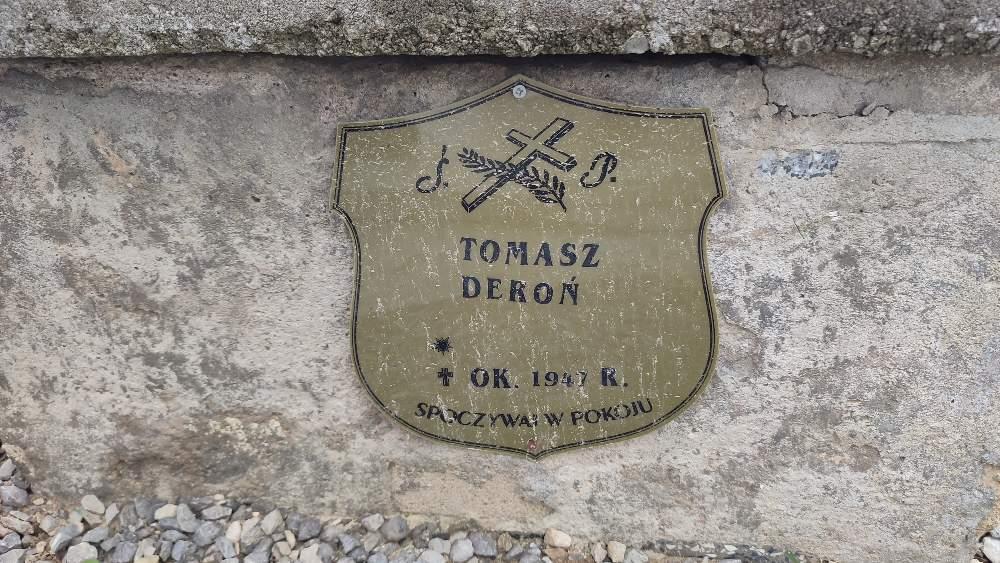 Ś. P.
TOMASZ
DEROŃ
OK. 1947 R.
SPOCZYWAJ W POKOJU